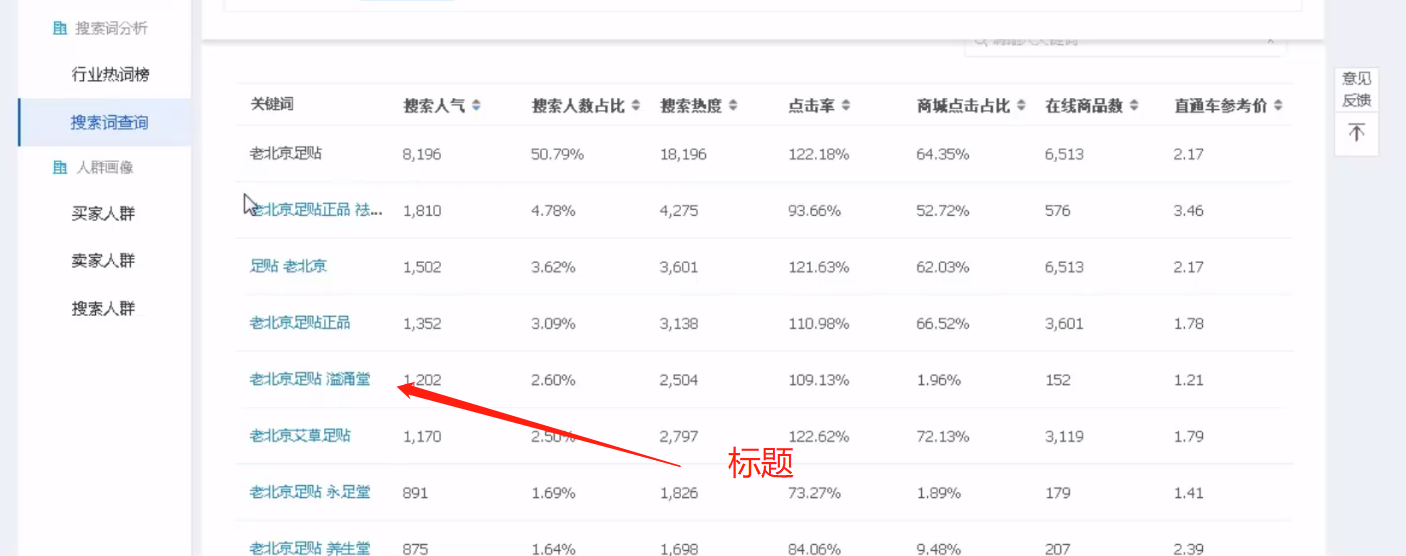 搜索词分析
行业热词榜
搜索词查询
人群画像
买家人群
卖家人群
搜索人群
关键词 搜索人气 搜索人数占比 搜索热度 点击率 商城点击占比 在线商品数 直通车参考价
老北京足贴 8,196 50.79% 18,196 122.18% 64.35% 6,513 2.17
老北京足贴正品 祛... 1,810 4.78% 4,275 93.66% 52.72% 576 3.46
足贴 老北京 1,502 3.62% 3,601 121.63% 62.03% 6,513 2.17
老北京足贴正品 1,352 3.09% 3,138 110.98% 66.52% 3,601 1.78
老北京足贴 溢涌堂 1,202 2.60% 2,504 109.13% 1.96% 152 1.21
老北京艾草足贴 1,170 2.50% 2,797 122.62% 72.13% 3,119 1.79
标题
老北京足贴 永足堂 891 1.69% 1,826 73.27% 1.89% 179 1.41
老北京足贴 养生堂 875 1.64% 1,698 84.06% 9.48% 207 2.39
意见
反馈